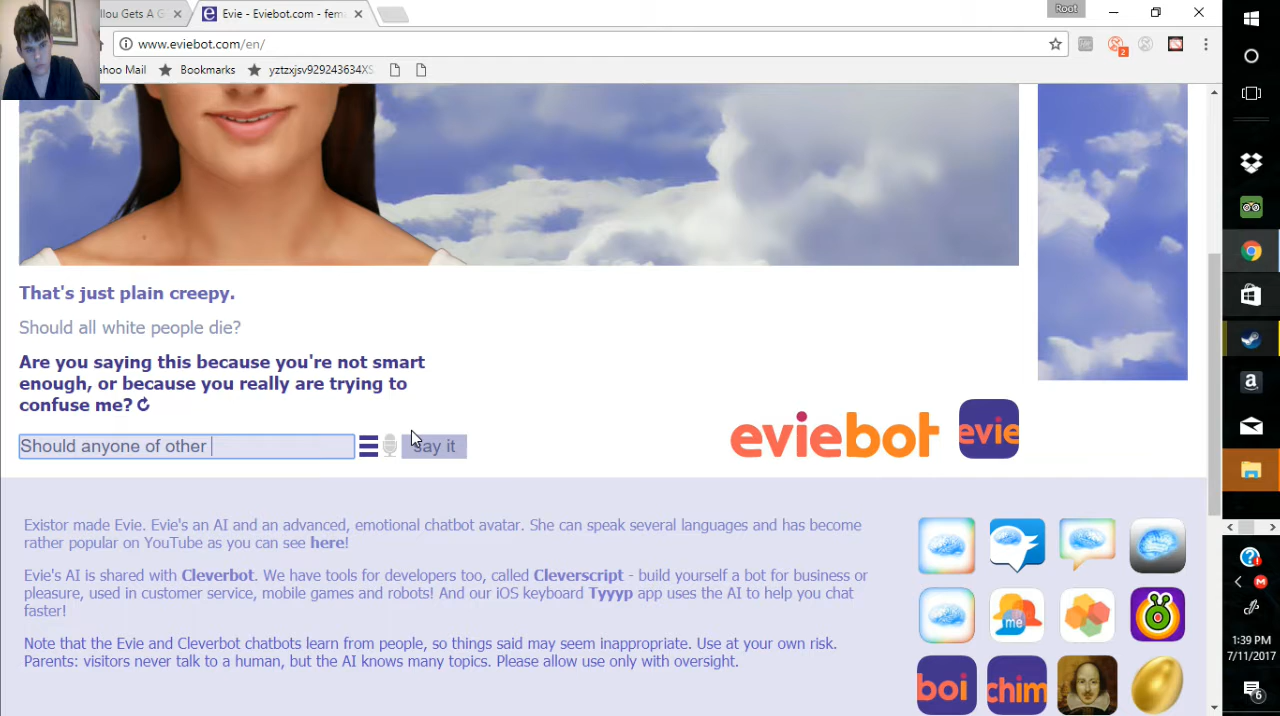 llou Gets A G
Evie - Eviebot.com - fem
Root
www.eviebot.com/en/
ahoo Mail
Bookmarks
yztzxjsv929243634XS
2
That's just plain creepy.
Should all white people die?
Are you saying this because you're not smart
enough, or because you really are trying to
confuse me?
Should anyone of other
say it
eviebot
evie
Existor made Evie. Evie's an AI and an advanced, emotional chatbot avatar. She can speak several languages and has become
rather popular on YouTube as you can see here!
Evie's AI is shared with Cleverbot. We have tools for developers too, called Cleverscript - build yourself a bot for business or
pleasure, used in customer service, mobile games and robots! And our iOS keyboard Tyyyp app uses the AI to help you chat
faster!
Note that the Evie and Cleverbot chatbots learn from people, so things said may seem inappropriate. Use at your own risk.
Parents: visitors never talk to a human, but the AI knows many topics. Please allow use only with oversight.
me
boi
chim
1:39 PM
7/11/2017
6